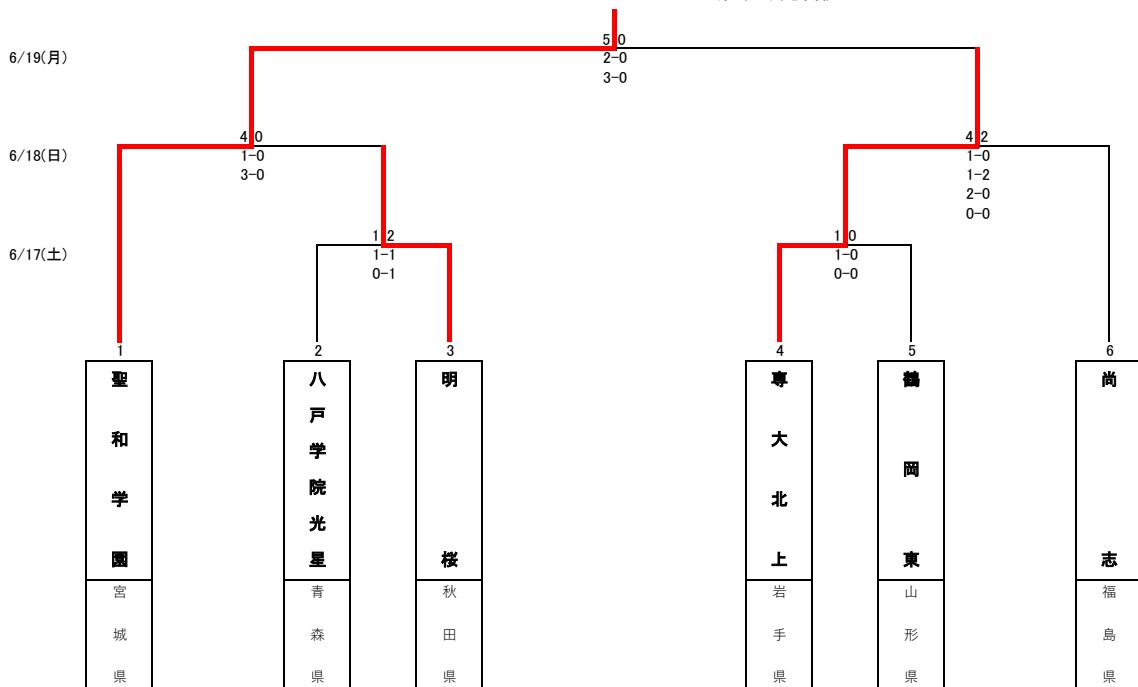 6/19(月)
5 0
2-0
3-0
6/18(日)
4 0
1-0
3-0
4 2
1-0
1-2
2-0
0-0
6/17(土)
1 2
1-1
0-1
1 0
1-0
0-0
1
2
3
4
5
6
聖和学園
八戸学院光星
明桜
専大北上
鶴岡東
尚志
宮城県
青森県
秋田県
岩手県
山形県
福島県